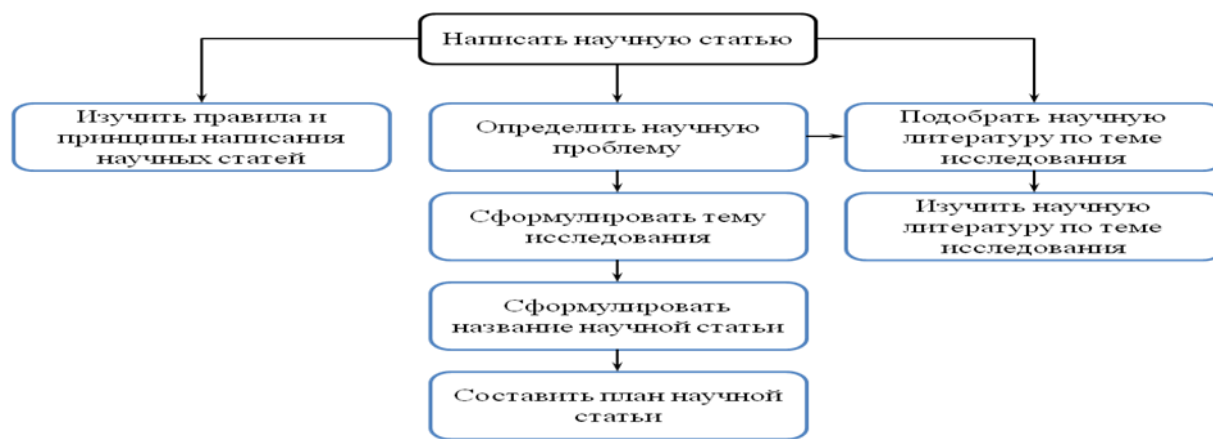 Написать научную статью
Изучить правила и
принципы написания
научных статей
Определить научную
проблему
Подобрать научную
литературу по теме
исследования
Сформулировать тему
исследования
Изучить научную
литературу по теме
исследования
Сформулировать
название научной статьи
Составить план научной
статьи